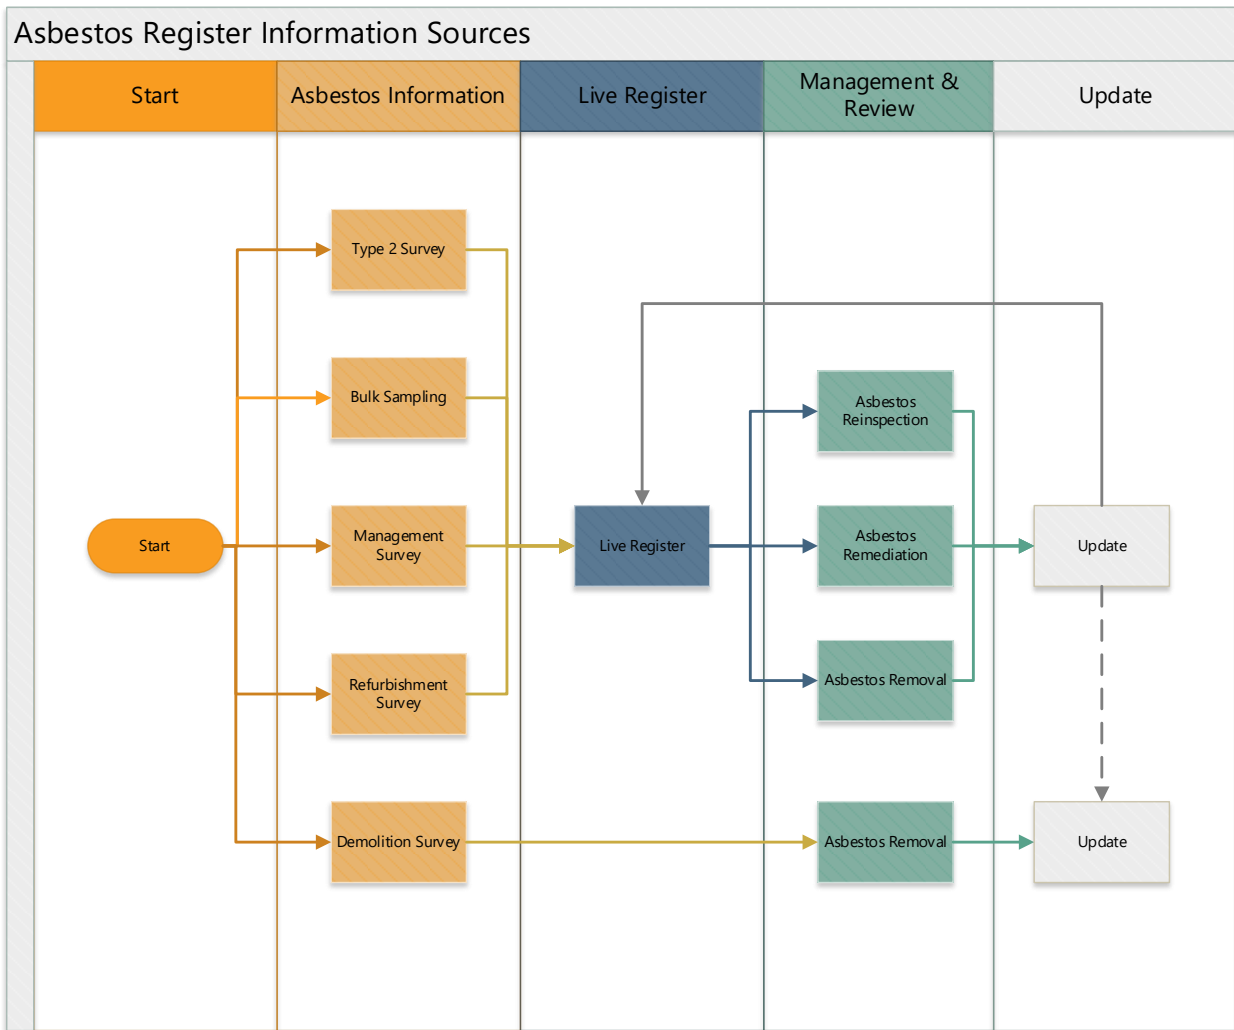 Asbestos Register Information Sources
Start
Asbestos Information
Live Register
Management &
Review
Update
Type 2 Survey
Bulk Sampling
Asbestos
Reinspection
Start
Management
Survey
Live Register
Asbestos
Remediation
Update
Refurbishment
Survey
Asbestos Removal
Demolition Survey
Asbestos Removal
Update